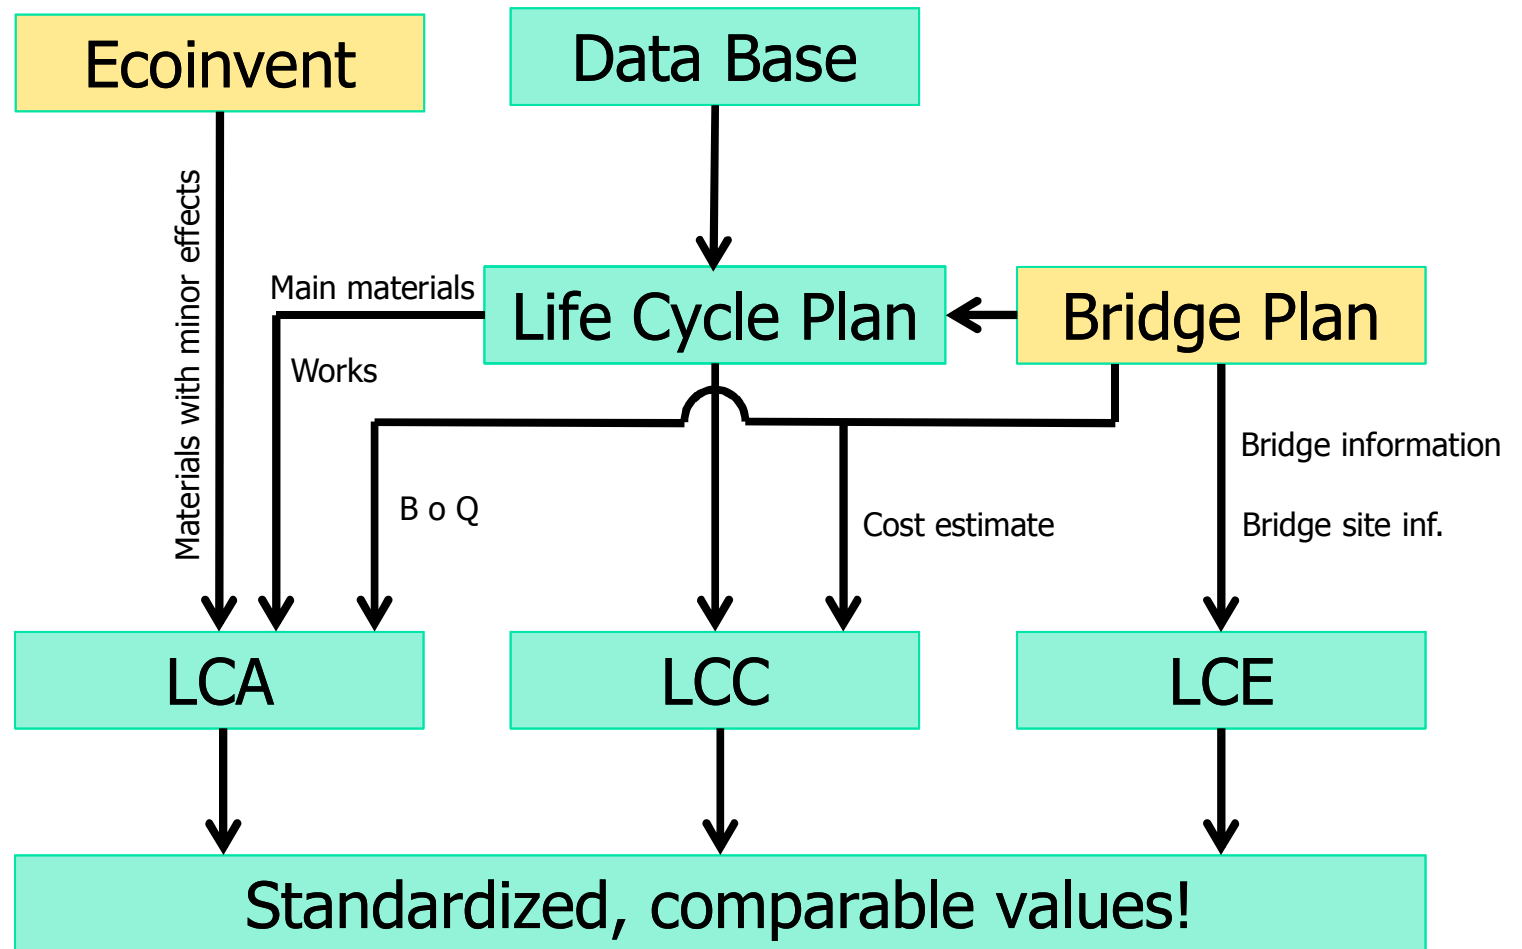 Ecoinvent
Data Base
Materials with minor effects
Main materials
Life Cycle Plan
Bridge Plan
Works
Bridge information
B o Q
Cost estimate
Bridge site inf.
LCA
LCC
LCE
Standardized, comparable values!